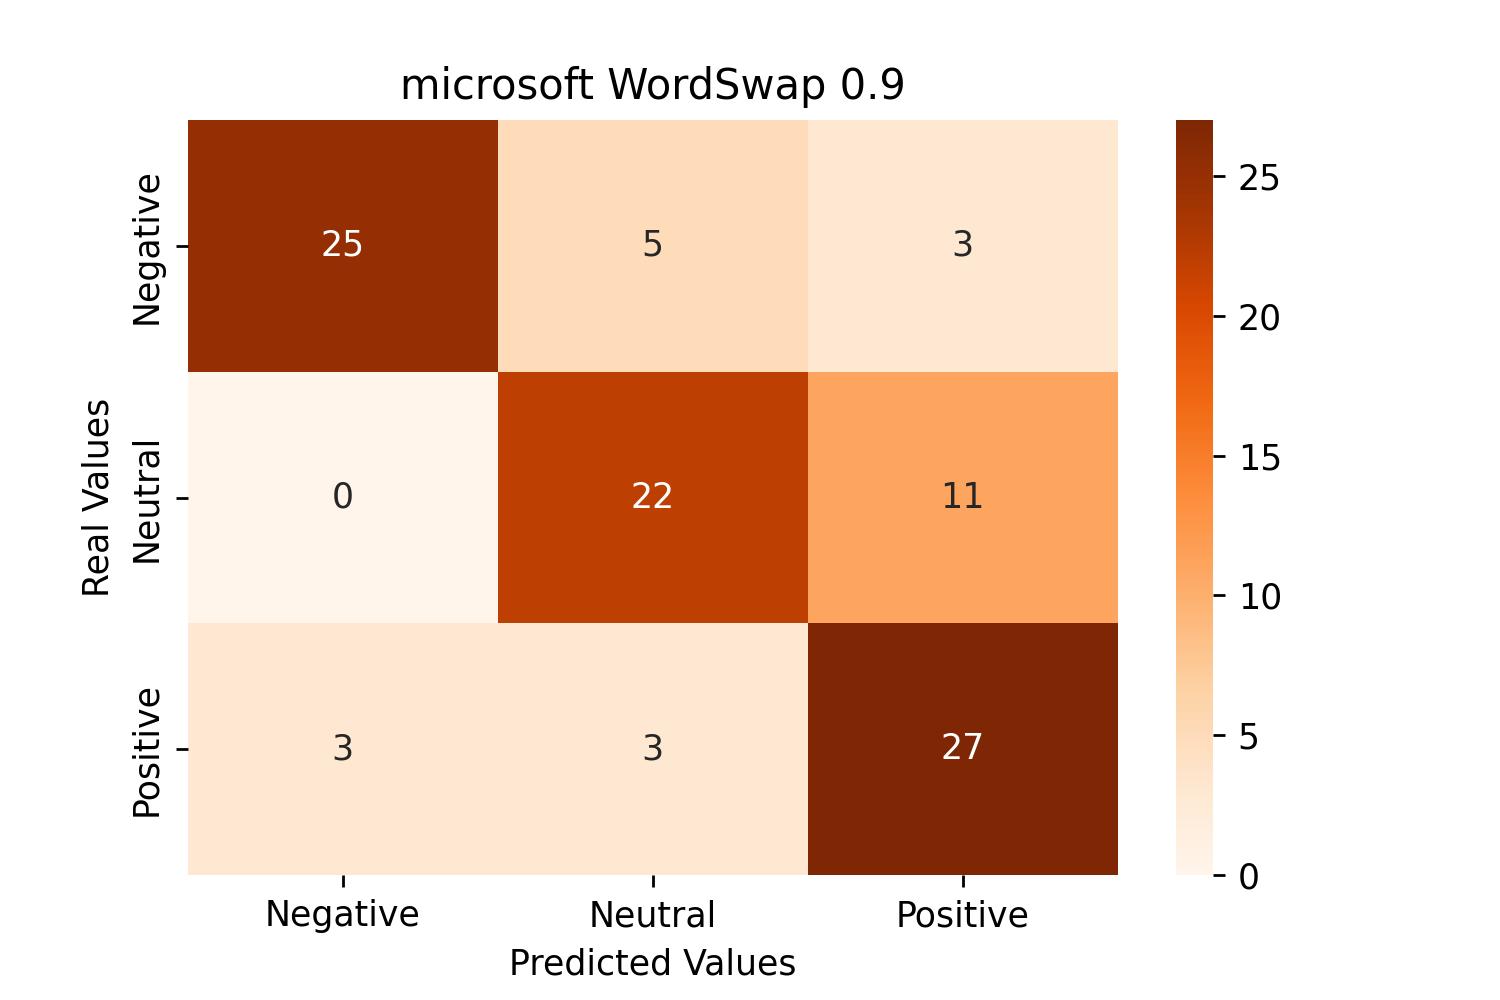 microsoft WordSwap 0.9
Real Values
Negative
25 5 3
Neutral
0 22 11
Positive
3 3 27
Negative Neutral Positive
Predicted Values
25
20
15
10
5
0